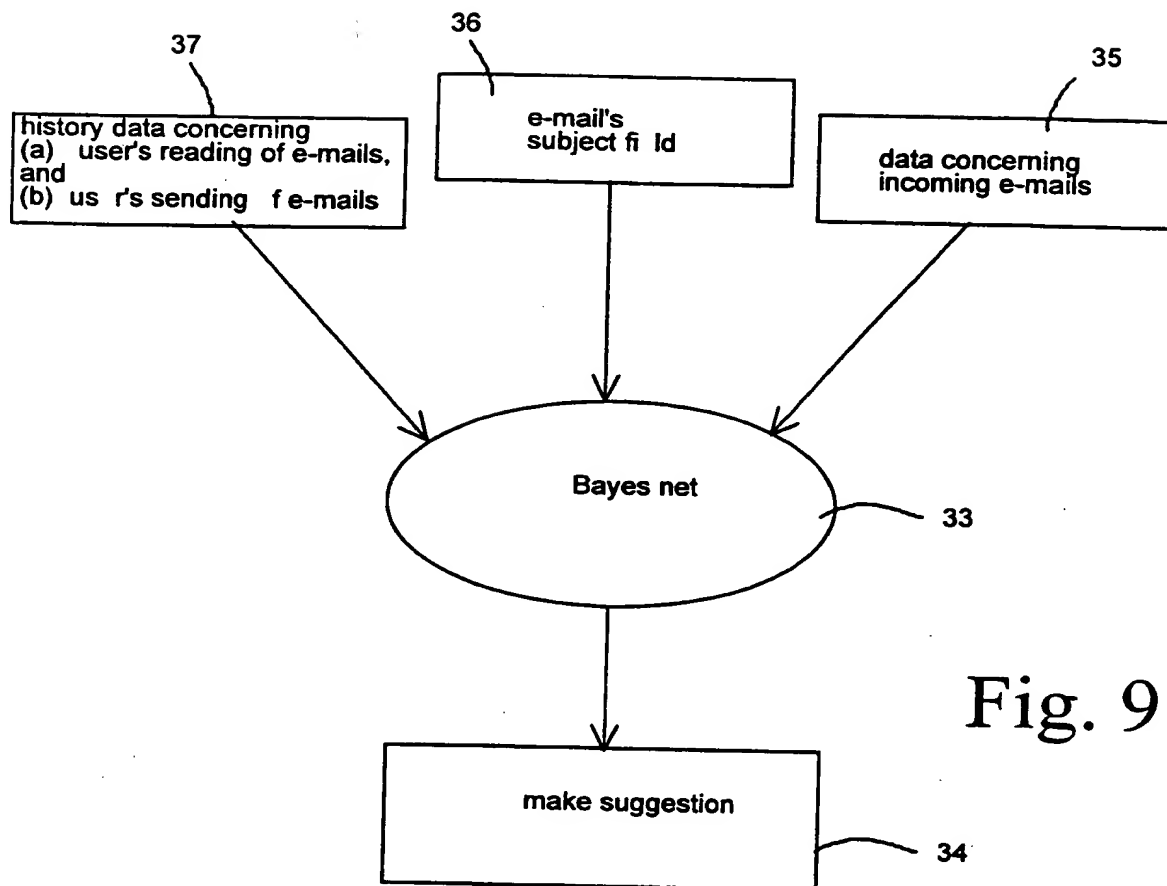 37
36
35
history data concerning
(a) user's reading of e-mails,
and
(b) us r's sending f e-mails
e-mail's
subject fi ld
data concerning
incoming e-mails
Bayes net
33
make suggestion
34
Fig. 9